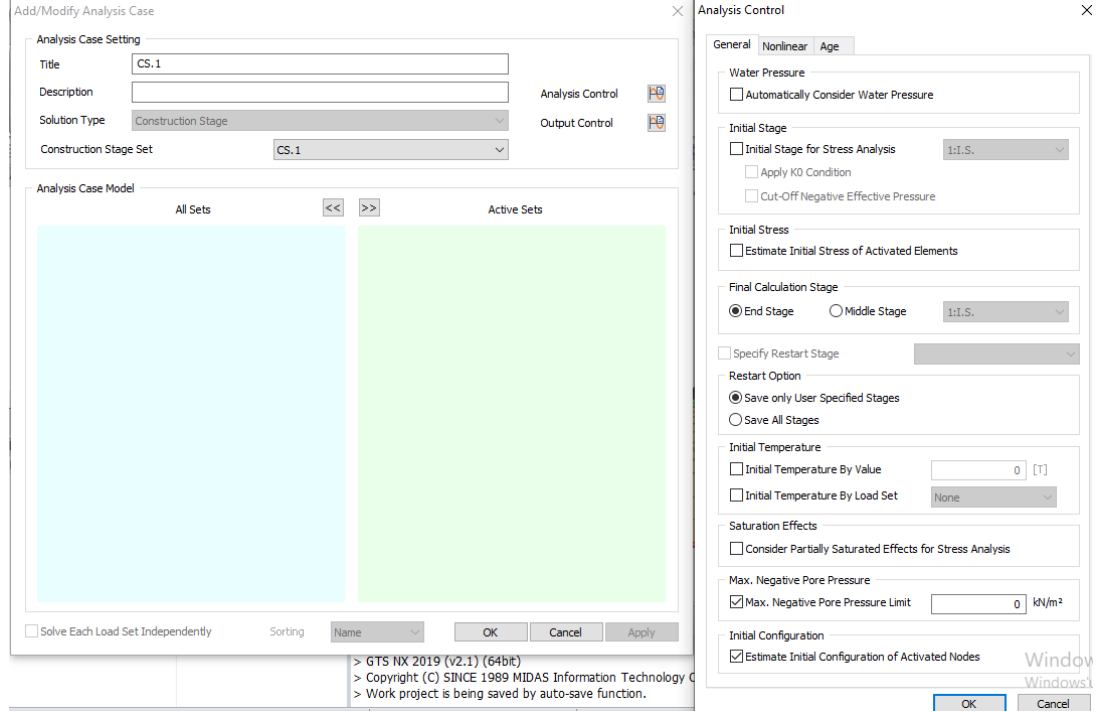 Add/Modify Analysis Case
Analysis Case Setting
Title
CS.1
Description
Analysis Control
Solution Type
Construction Stage
Output Control
Construction Stage Set
CS.1
Analysis Case Model
All Sets
<<
>>
Active Sets
Solve Each Load Set Independently
Sorting
Name
OK
Cancel
Apply
> GTS NX 2019 (v2.1) (64bit)
> Copyright (C) SINCE 1989 MIDAS Information Technology C
> Work project is being saved by auto-save function.
Analysis Control
General
Nonlinear
Age
Water Pressure
Automatically Consider Water Pressure
Initial Stage
Initial Stage for Stress Analysis
1:I.S.
Apply K0 Condition
Cut-Off Negative Effective Pressure
Initial Stress
Estimate Initial Stress of Activated Elements
Final Calculation Stage
End Stage
Middle Stage
1:I.S.
Specify Restart Stage
Restart Option
Save only User Specified Stages
Save All Stages
Initial Temperature
Initial Temperature By Value
0
[T]
Initial Temperature By Load Set
None
Saturation Effects
Consider Partially Saturated Effects for Stress Analysis
Max. Negative Pore Pressure
Max. Negative Pore Pressure Limit
0
kN/m²
Initial Configuration
Estimate Initial Configuration of Activated Nodes
Window
Windows'u
OK
Cancel